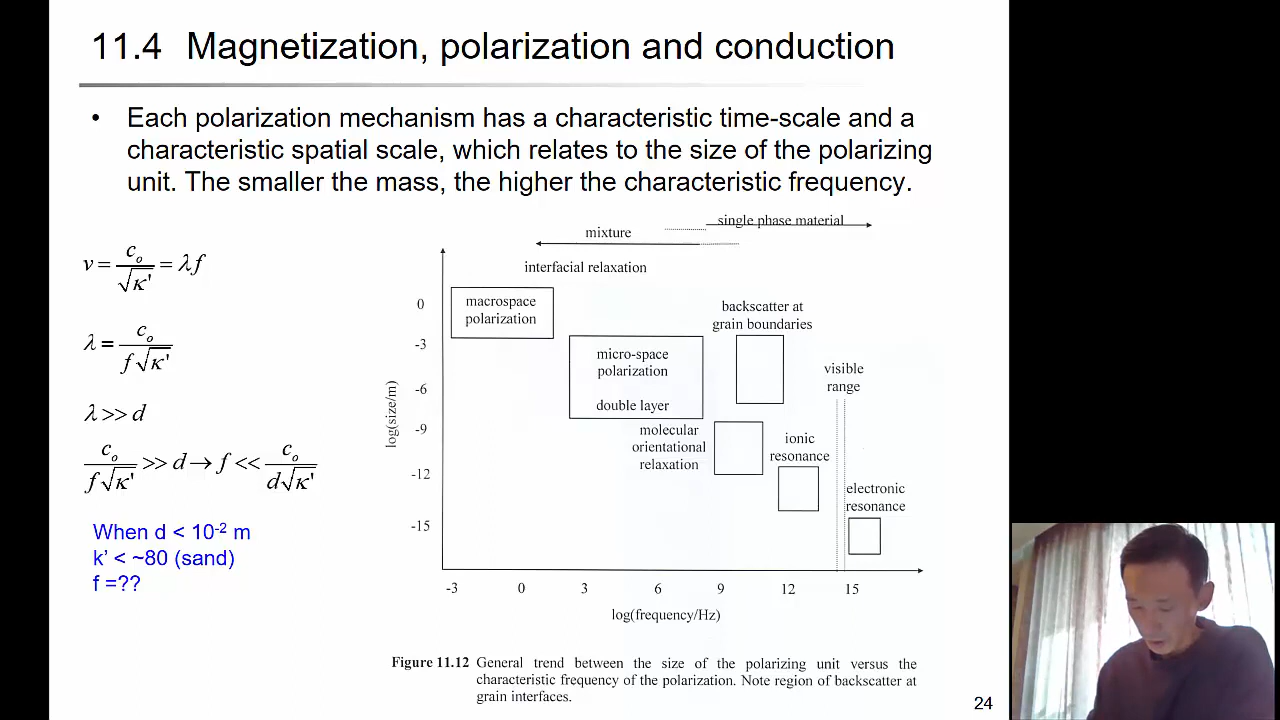 11.4 Magnetization, polarization and conduction
• Each polarization mechanism has a characteristic time-scale and a
characteristic spatial scale, which relates to the size of the polarizing
unit. The smaller the mass, the higher the characteristic frequency.
v = c₀/√κ' = λf
λ = c₀/(f√κ')
λ >> d
c₀/(f√κ') >> d → f << c₀/(d√κ')
When d < 10⁻² m
k' < ~80 (sand)
f =??
single phase material
mixture
interfacial relaxation
macrospace
polarization
backscatter at
grain boundaries
micro-space
polarization
double layer
visible
range
molecular
orientational
relaxation
ionic
resonance
electronic
resonance
log(size/m)
0
-3
-6
-9
-12
-15
-3 0 3 6 9 12 15
log(frequency/Hz)
Figure 11.12 General trend between the size of the polarizing unit versus the
characteristic frequency of the polarization. Note region of backscatter at
grain interfaces.
24